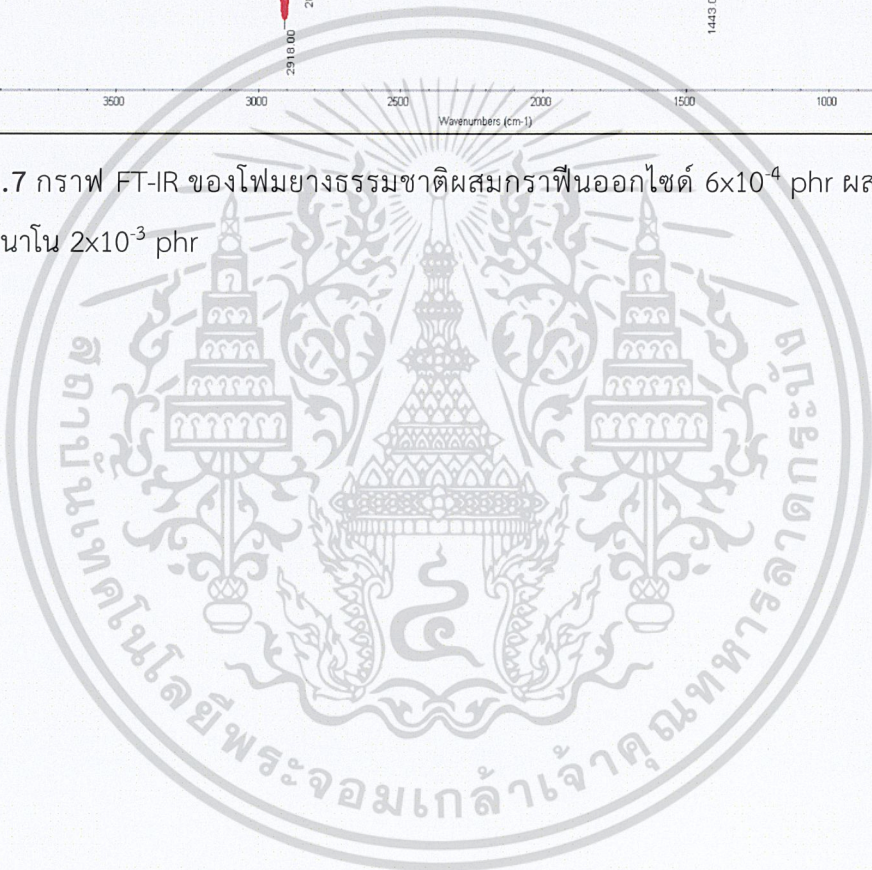 2918.00
3500 3000 2500 2000 1500 1000
Wavenumbers (cm-1)
.7 กราฟ FT-IR ของโฟมยางธรรมชาติผสมกราฟีนออกไซด์ 6x10⁻⁴ phr
นาโน 2x10⁻³ phr
สถาบันเทคโนโลยีพระจอมเกล้าเจ้าคุณทหารลาดกระบัง
๔